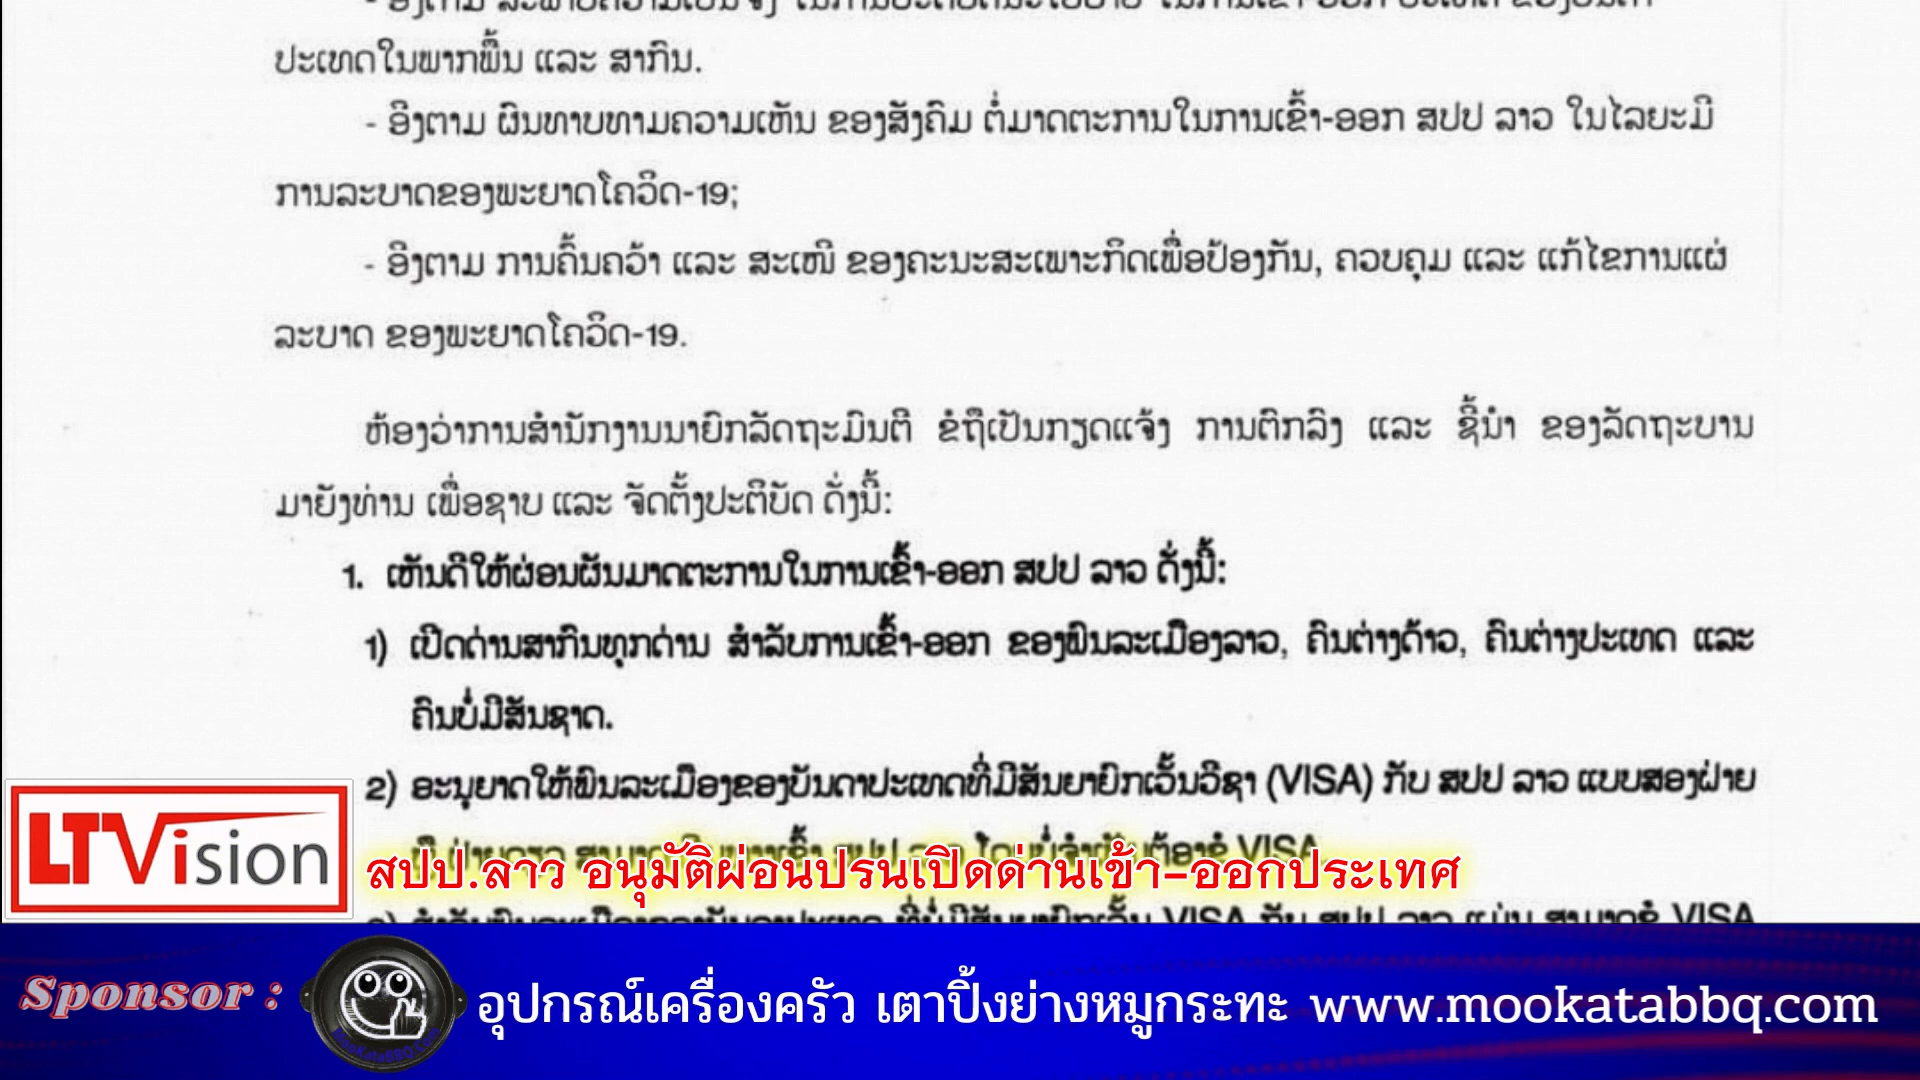 ປະເທດໃນພາກພື້ນ ແລະ ສາກົນ.
- ອີງຕາມ ຜົນທາບທາມຄວາມເຫັນ ຂອງສັງຄົມ ຕໍ່ມາດຕະການໃນການເຂົ້າ-ອອກ ສປປ ລາວ ໃນໄລຍະມີ
ການລະບາດຂອງພະຍາດໂຄວິດ-19;
- ອີງຕາມ ການຄົ້ນຄວ້າ ແລະ ສະເໜີ ຂອງຄະນະສະເພາະກິດເພື່ອປ້ອງກັນ, ຄວບຄຸມ ແລະ ແກ້ໄຂການແຜ່
ລະບາດ ຂອງພະຍາດໂຄວິດ-19.
ຫ້ອງວ່າການສຳນັກງານນາຍົກລັດຖະມົນຕີ ຂໍຖືເປັນກຽດແຈ້ງ ການຕົກລົງ ແລະ ຊີ້ນຳ ຂອງລັດຖະບານ
ມາຍັງທ່ານ ເພື່ອຊາບ ແລະ ຈັດຕັ້ງປະຕິບັດ ດັ່ງນີ້:
1. ເຫັນດີໃຫ້ຜ່ອນຜັນມາດຕະການໃນການເຂົ້າ-ອອກ ສປປ ລາວ ດັ່ງນີ້:
1) ເປີດດ່ານສາກົນທຸກດ່ານ ສຳລັບການເຂົ້າ-ອອກ ຂອງພົນລະເມືອງລາວ, ຄົນຕ່າງດ້າວ, ຄົນຕ່າງປະເທດ ແລະ
ຄົນບໍ່ມີສັນຊາດ.
2) ອະນຸຍາດໃຫ້ພົນລະເມືອງຂອງບັນດາປະເທດທີ່ມີສັນຍາຍົກເວັ້ນວີຊາ (VISA) ກັບ ສປປ ລາວ ແບບສອງຝ່າຍ
LTVision
สปป.ลาว อนุมัติผ่อนปรนเปิดด่านเข้า-ออกประเทศ
Sponsor :
MooKataBBQ.Com
อุปกรณ์เครื่องครัว เตาปิ้งย่างหมูกระทะ www.mookatabbq.com